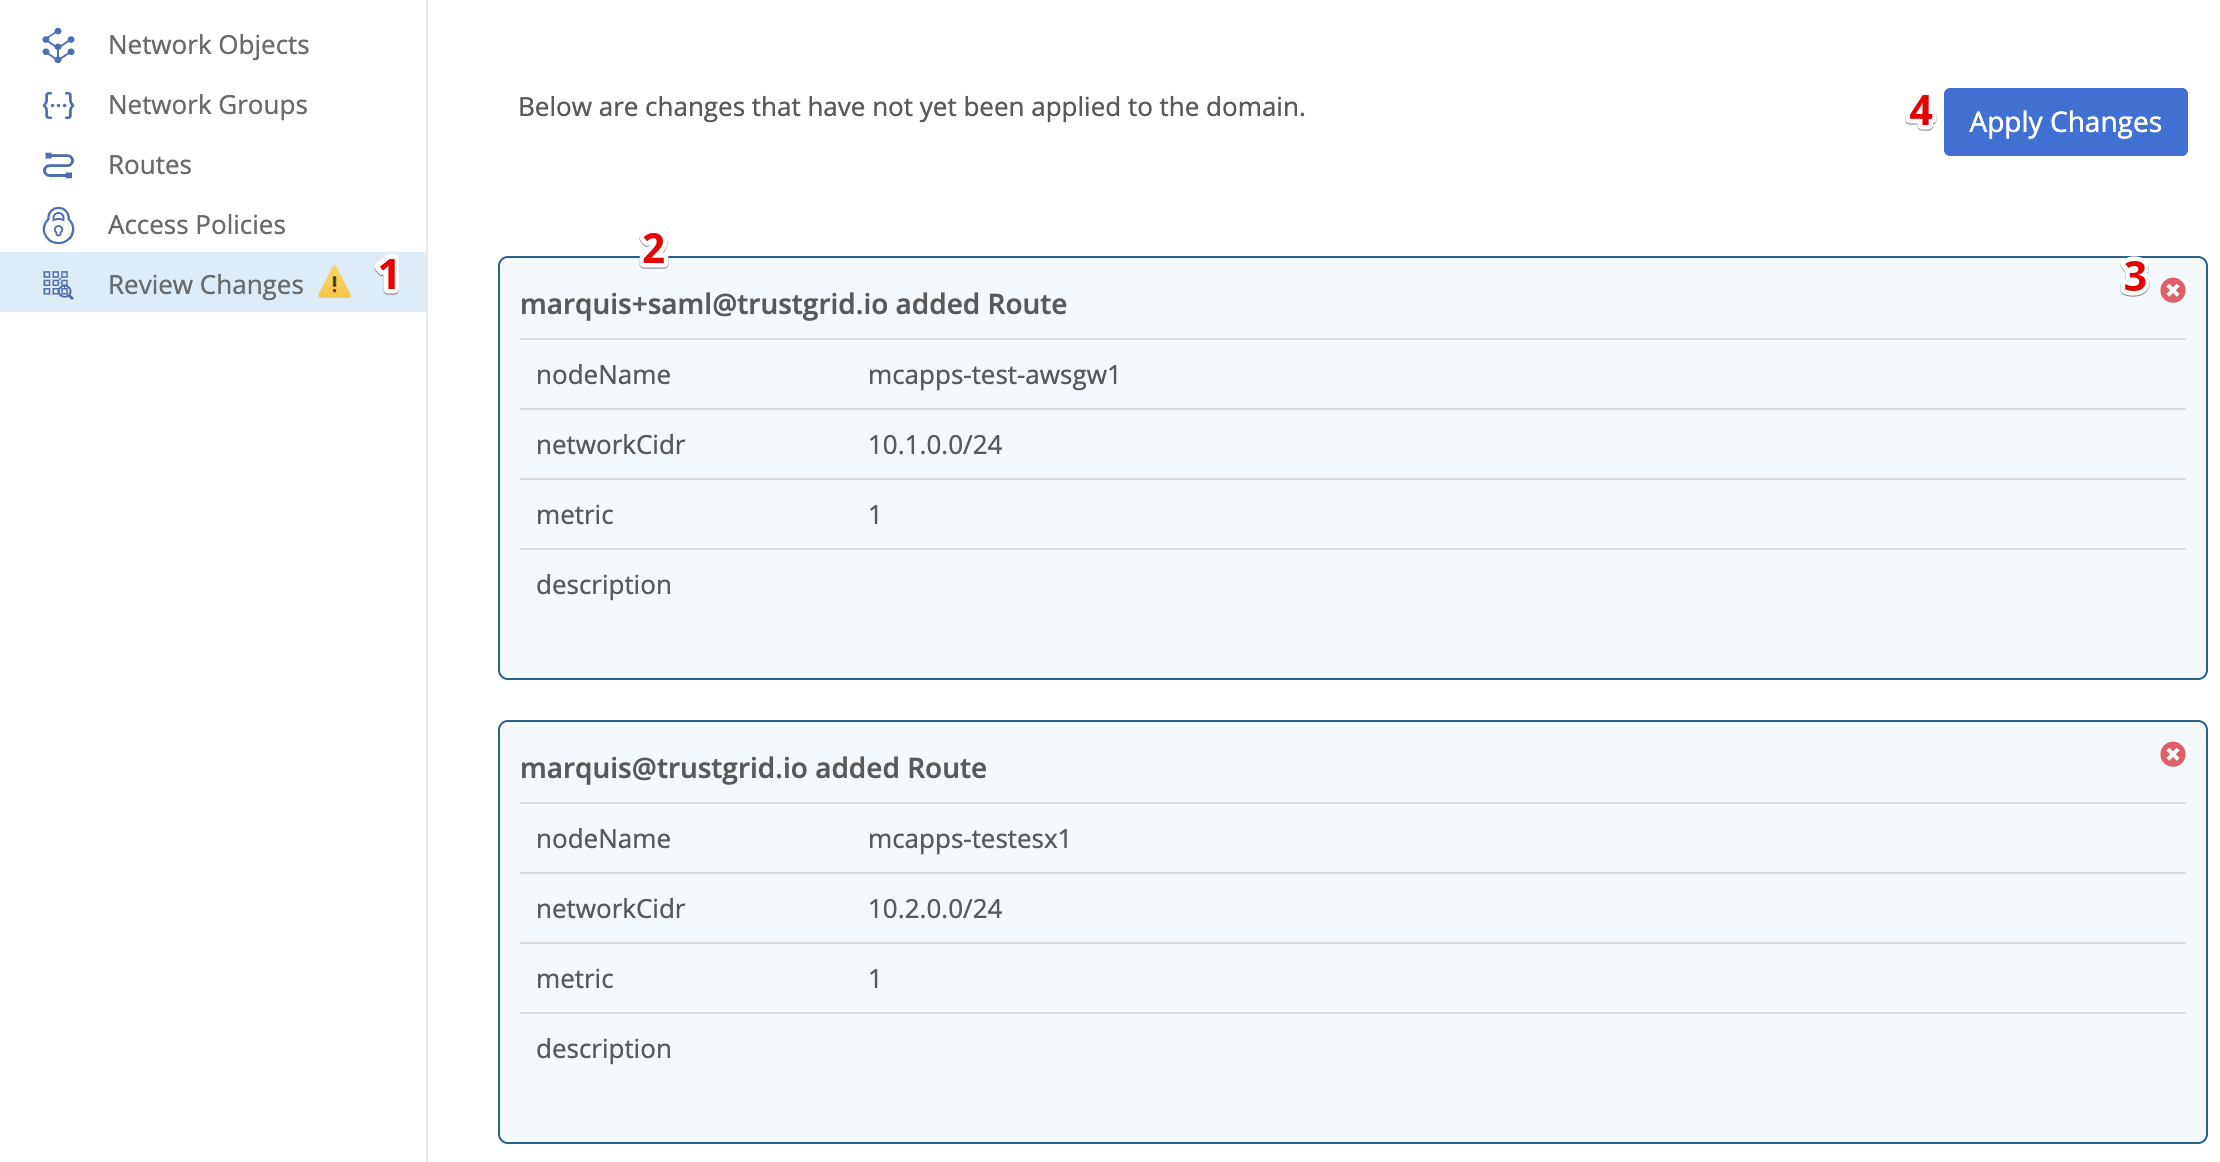 Network Objects
Network Groups
Routes
Access Policies
Review Changes 1
Below are changes that have not yet been applied to the domain.
4 Apply Changes
2
3
marquis+saml@trustgrid.io added Route
nodeName mcapps-test-awsgw1
networkCidr 10.1.0.0/24
metric 1
description
marquis@trustgrid.io added Route
nodeName mcapps-testesx1
networkCidr 10.2.0.0/24
metric 1
description